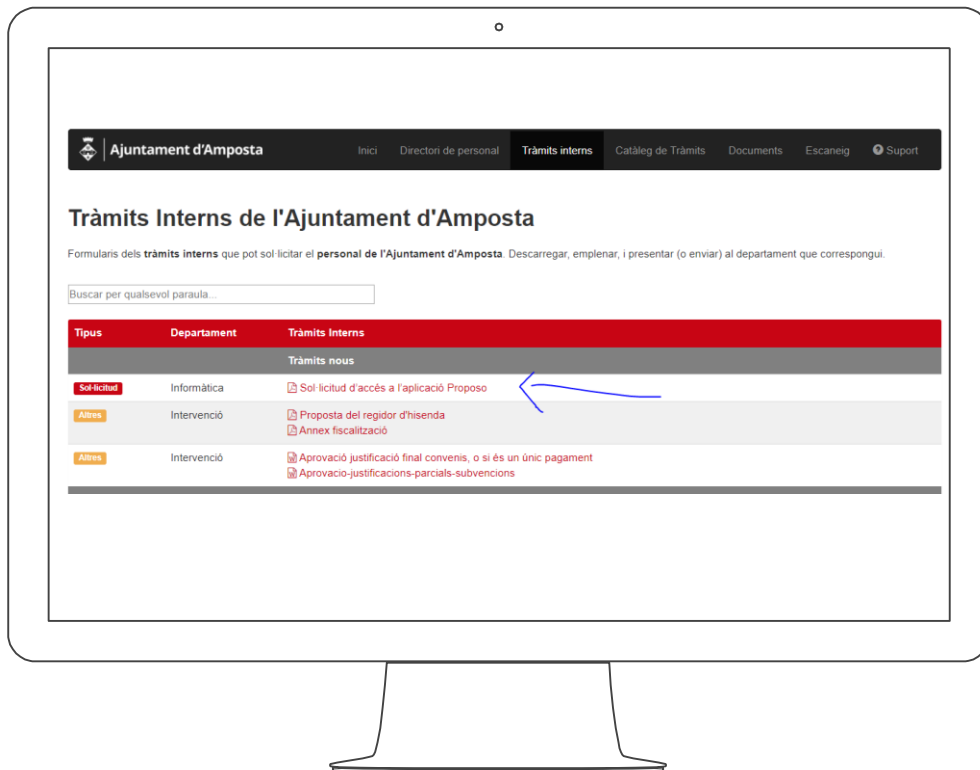 Ajuntament d'Amposta
Inici Directori de personal Tràmits interns Catàleg de Tràmits Documents Escaneig Suport
Tràmits Interns de l'Ajuntament d'Amposta
Formularis dels tràmits interns que pot sol·licitar el personal de l'Ajuntament d'Amposta. Descarregar, emplenar, i presentar (o enviar) al departament que correspongui.
Buscar per qualsevol paraula...
Tipus Departament Tràmits Interns
Tràmits nous
Sol·licitud Informàtica Sol·licitud d'accés a l'aplicació Proposo
Altres Intervenció Proposta del regidor d'hisenda
Annex fiscalització
Altres Intervenció Aprovació justificació final convenis, o si és un únic pagament
Aprovacio-justificacions-parcials-subvencions